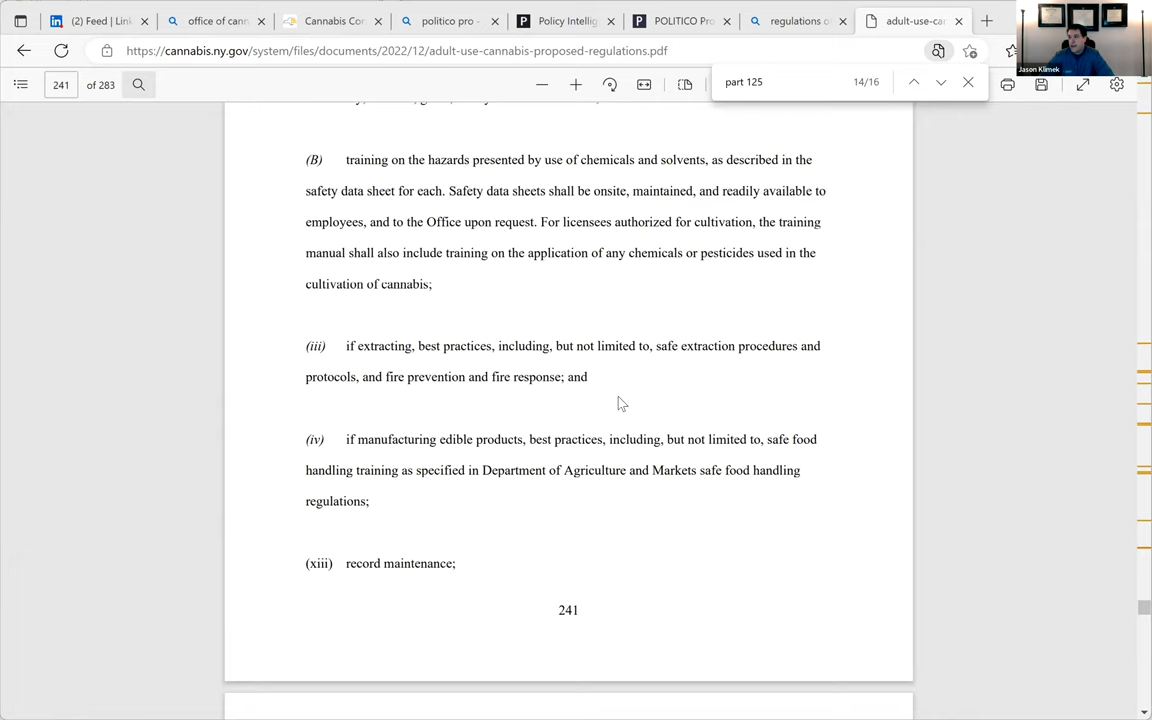 (2) Feed | Link
office of cann
Cannabis Con
politico pro -
Policy Intellig
POLITICO Pro
regulations o
adult-use-can
https://cannabis.ny.gov/system/files/documents/2022/12/adult-use-cannabis-proposed-regulations.pdf
Jason Klimek
241 of 283
part 125 14/16
(B) training on the hazards presented by use of chemicals and solvents, as described in the
safety data sheet for each. Safety data sheets shall be onsite, maintained, and readily available to
employees, and to the Office upon request. For licensees authorized for cultivation, the training
manual shall also include training on the application of any chemicals or pesticides used in the
cultivation of cannabis;
(iii) if extracting, best practices, including, but not limited to, safe extraction procedures and
protocols, and fire prevention and fire response; and
(iv) if manufacturing edible products, best practices, including, but not limited to, safe food
handling training as specified in Department of Agriculture and Markets safe food handling
regulations;
(xiii) record maintenance;
241